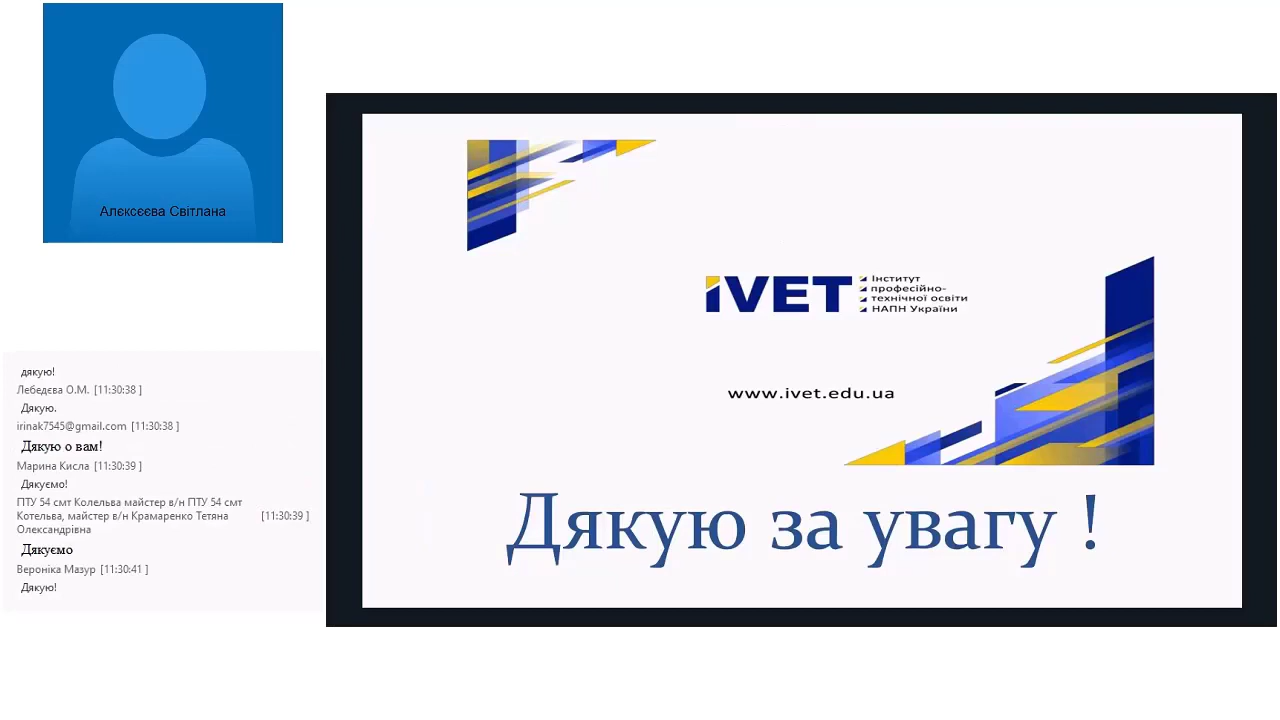 Алєксєєва Світлана
дякую!
Лебедєва О.М. [11:30:38 ]
Дякую.
irinak7545@gmail.com [11:30:38 ]
Дякую о вам!
Марина Кисла [11:30:39 ]
Дякуємо!
ПТУ 54 смт Колельва майстер в/н ПТУ 54 смт
Котельва, майстер в/н Крамаренко Тетяна [11:30:39 ]
Олександрівна
Дякуємо
Вероніка Мазур [11:30:41 ]
Дякую!
iVET
Інститут
професійно-
технічної освіти
НАПН України
www.ivet.edu.ua
Дякую за увагу !